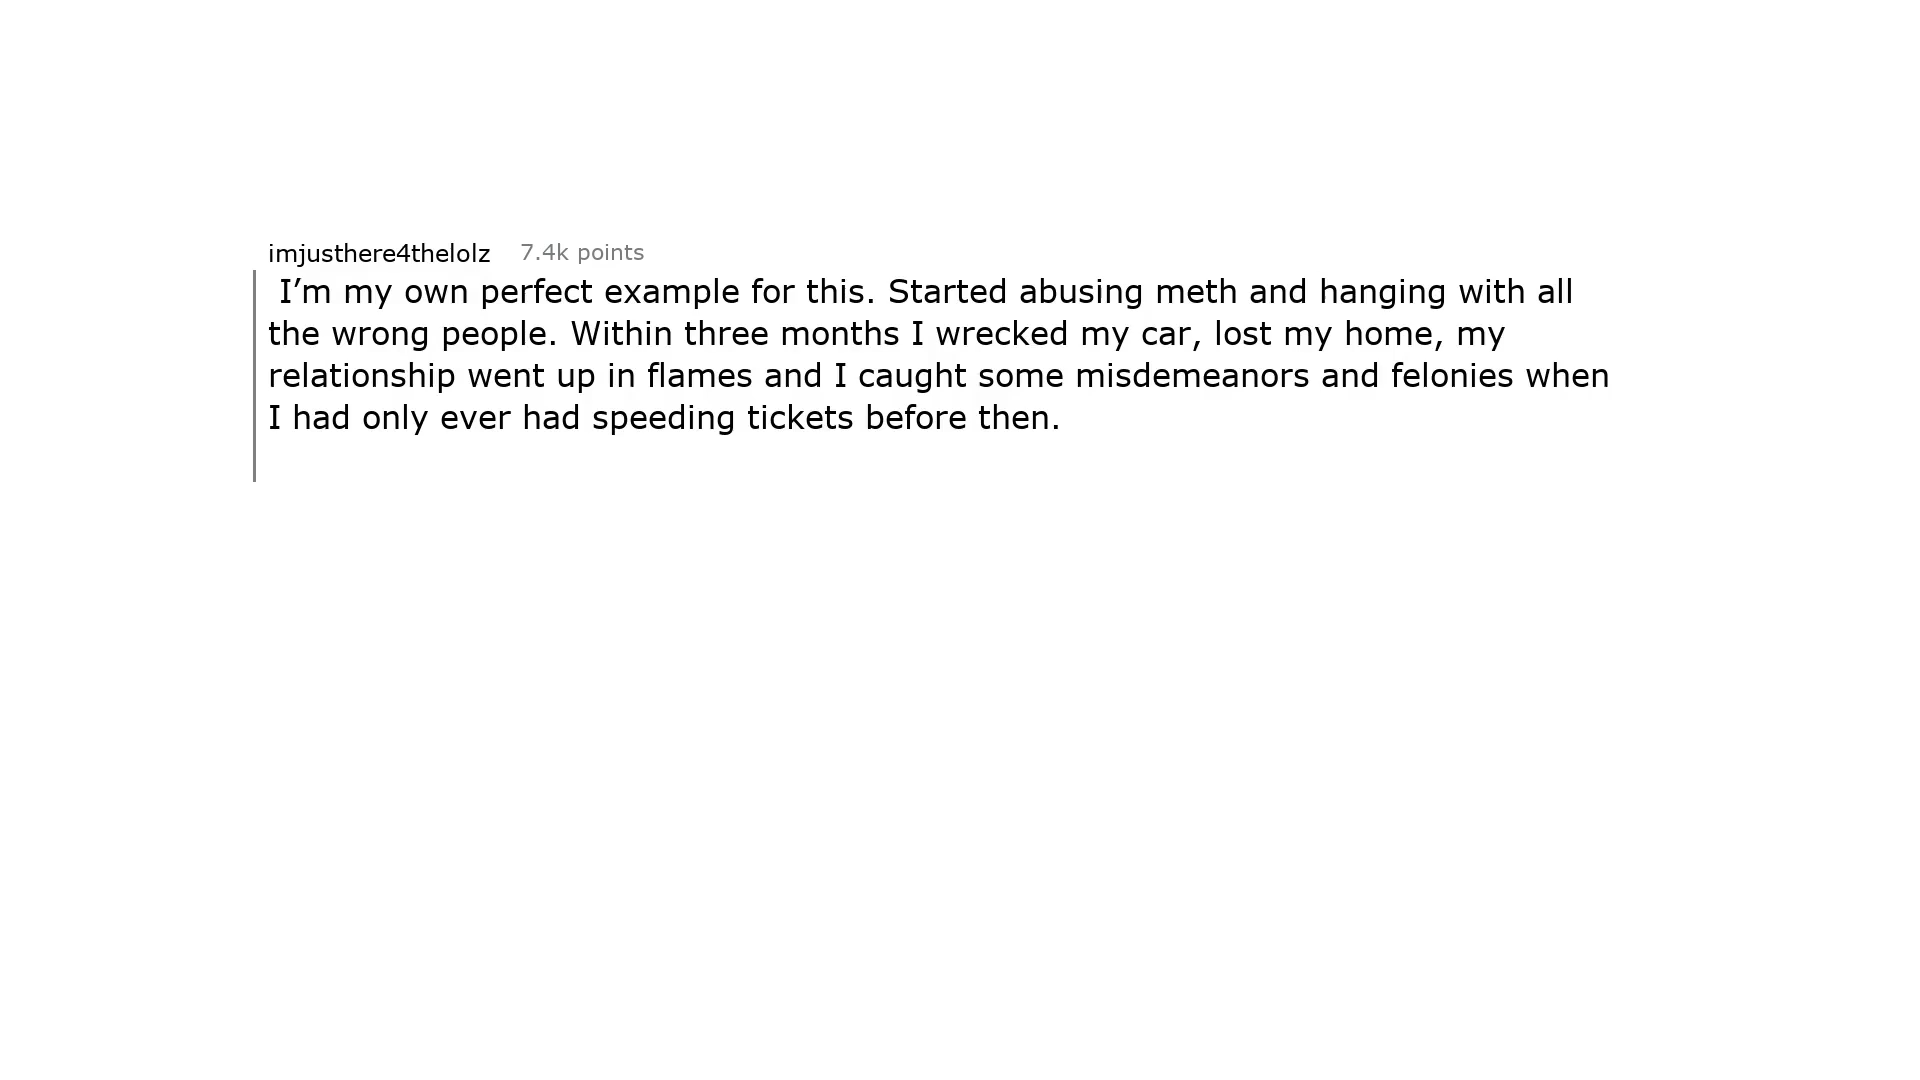 imjusthere4thelolz 7.4k points
I’m my own perfect example for this. Started abusing meth and hanging with all
the wrong people. Within three months I wrecked my car, lost my home, my
relationship went up in flames and I caught some misdemeanors and felonies when
I had only ever had speeding tickets before then.